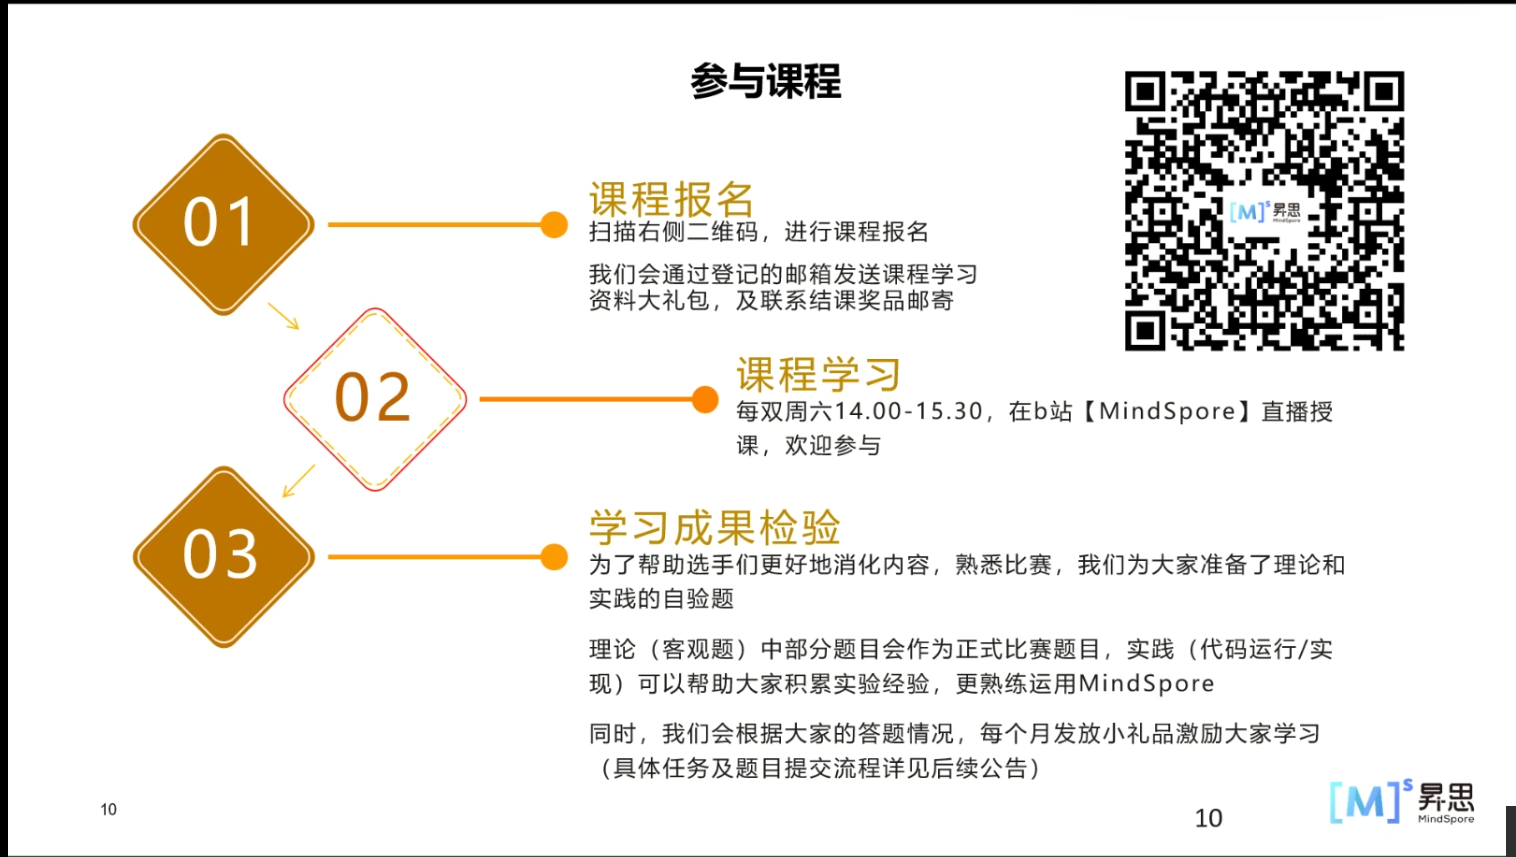 参与课程
01
课程报名
扫描右侧二维码，进行课程报名
我们会通过登记的邮箱发送课程学习
资料大礼包，及联系结课奖品邮寄
[M]s昇思
MindSpore
02
课程学习
每双周六14.00-15.30，在b站【MindSpore】直播授
课，欢迎参与
03
学习成果检验
为了帮助选手们更好地消化内容，熟悉比赛，我们为大家准备了理论和
实践的自验题
理论（客观题）中部分题目会作为正式比赛题目，实践（代码运行/实
现）可以帮助大家积累实验经验，更熟练运用MindSpore
同时，我们会根据大家的答题情况，每个月发放小礼品激励大家学习
（具体任务及题目提交流程详见后续公告）
10
10
[M]s昇思
MindSpore